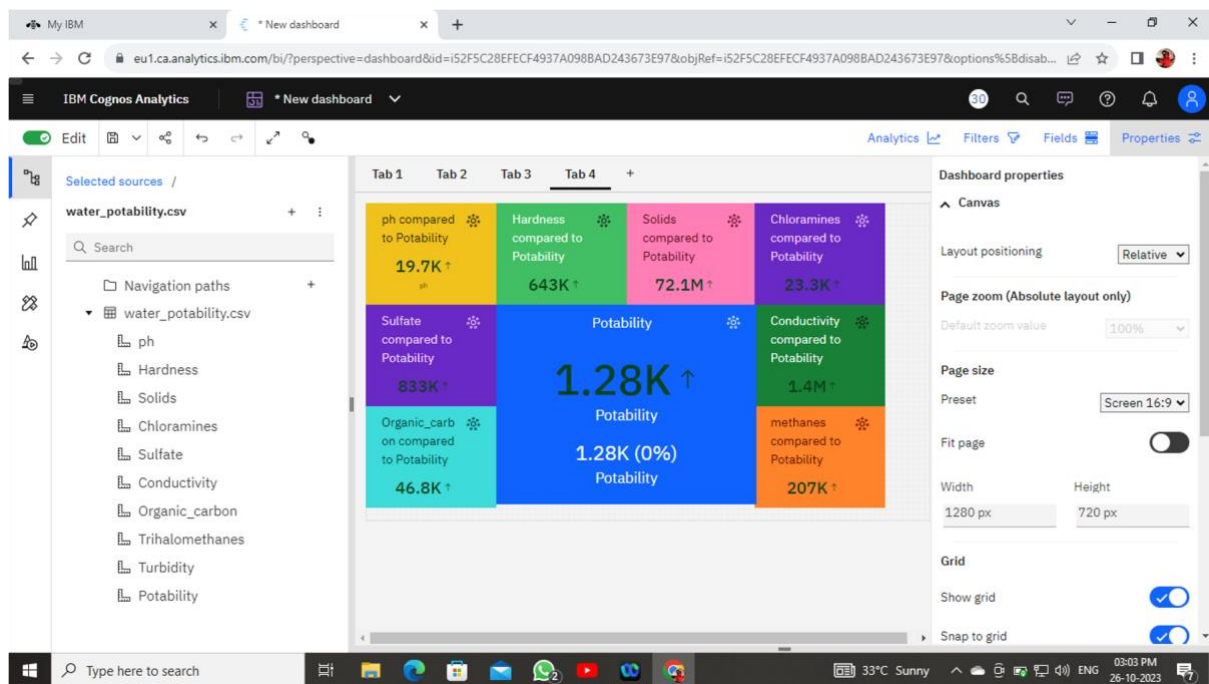 My IBM
* New dashboard
eu1.ca.analytics.ibm.com/bi/?perspective=dashboard&id=i52F5C28EFECF4937A098BAD243673E97&objRef=i52F5C28EFECF4937A098BAD243673E97&options%5Bdisab...
IBM Cognos Analytics
* New dashboard
30
Edit
Analytics
Filters
Fields
Properties
Selected sources /
water_potability.csv
Search
Navigation paths
water_potability.csv
ph
Hardness
Solids
Chloramines
Sulfate
Conductivity
Organic_carbon
Trihalomethanes
Turbidity
Potability
Tab 1 Tab 2 Tab 3 Tab 4 +
ph compared
to Potability
19.7K ↑
ph
Hardness
compared to
Potability
643K ↑
Solids
compared to
Potability
72.1M ↑
Chloramines
compared to
Potability
23.3K ↑
Sulfate
compared to
Potability
833K ↑
Potability
1.28K ↑
Potability
1.28K (0%)
Potability
Conductivity
compared to
Potability
1.4M ↑
Organic_carb
on compared
to Potability
46.8K ↑
methanes
compared to
Potability
207K ↑
Dashboard properties
Canvas
Layout positioning
Relative
Page zoom (Absolute layout only)
Default zoom value
100%
Page size
Preset
Screen 16:9
Fit page
Width Height
1280 px 720 px
Grid
Show grid
Snap to grid
Type here to search
2
33°C Sunny
ENG
03:03 PM
26-10-2023
7